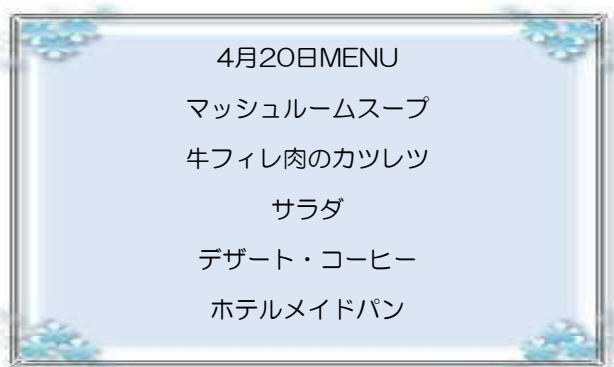 4月20日MENU
マッシュルームスープ
牛フィレ肉のカツレツ
サラダ
デザート・コーヒー
ホテルメイドパン